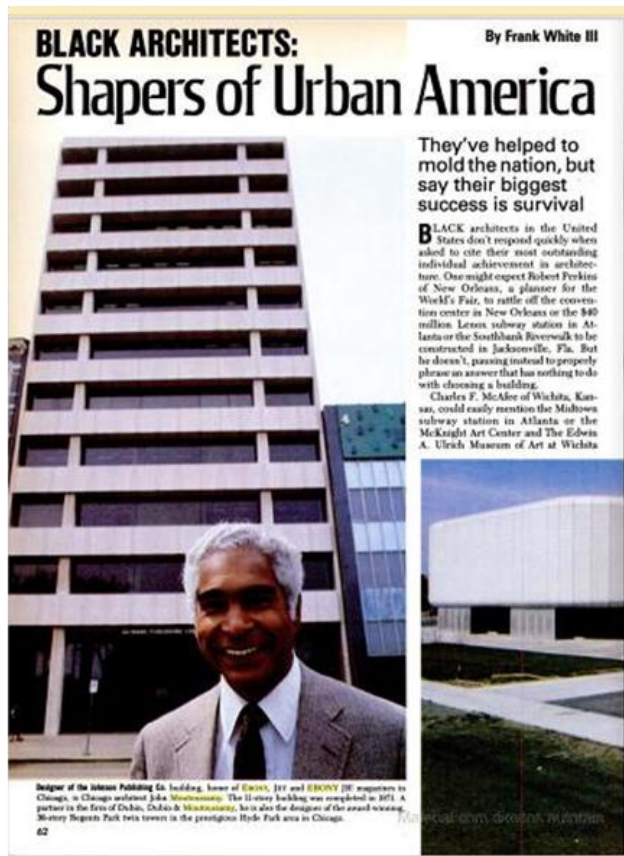 BLACK ARCHITECTS:
By Frank White III
Shapers of Urban America
They've helped to
mold the nation, but
say their biggest
success is survival
BLACK architects in the United
States don't respond quickly when
asked to cite their most outstanding
individual achievement in architec-
ture. One might expect Robert Perkins
of New Orleans, a planner for the
World's Fair, to rattle off the conven-
tion center in New Orleans or the $40
million Lenox subway station in At-
lanta or the Southbank Riverwalk to be
constructed in Jacksonville, Fla. But
he doesn't, pausing instead to properly
phrase an answer that has nothing to do
with choosing a building.
Charles F. McAfee of Wichita, Kan-
sas, could easily mention the Midtown
subway station in Atlanta or the
McKnight Art Center and The Edwin
A. Ulrich Museum of Art at Wichita
Designer of the Johnson Publishing Co. building, home of EBONY, JET and EBONY JR! magazines in
Chicago, is Chicago architect John Moutoussamy. The 11-story building was completed in 1971. A
partner in the firm of Dubin, Dubin & Moutoussamy, he is also the designer of the award-winning,
36-story Regents Park twin towers in the prestigious Hyde Park area in Chicago.
62